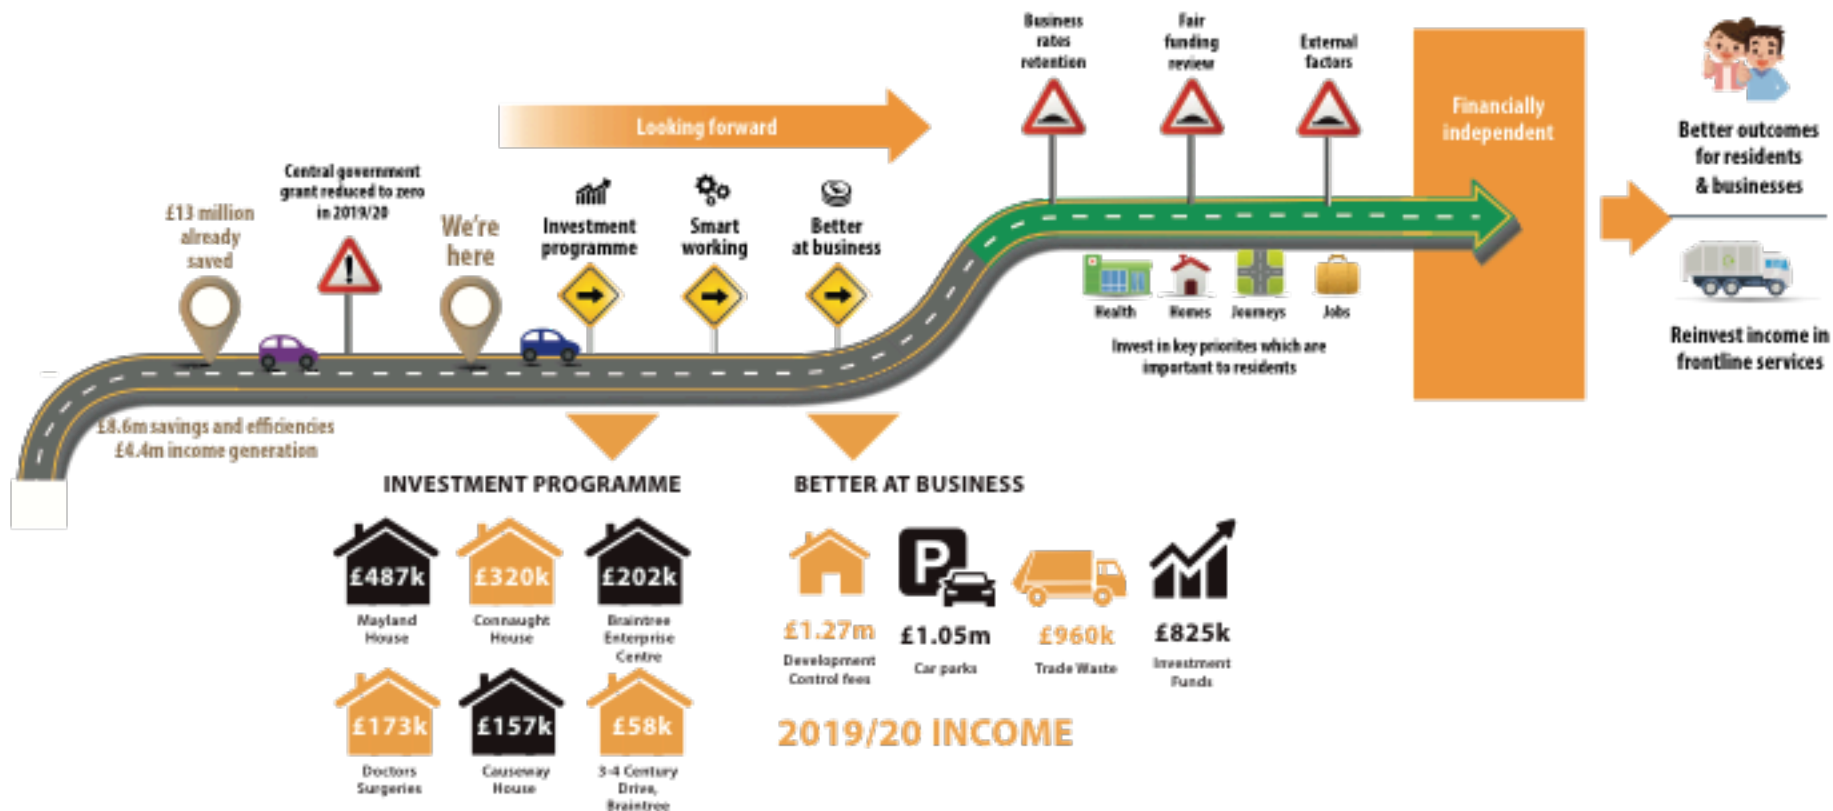 £13 million
already
saved
Central government
grant reduced to zero
in 2019/20
We're
here
Looking forward
Investment
programme
Smart
working
Better
at business
Business
rates
retention
Fair
funding
review
External
factors
Financially
independent
Better outcomes
for residents
& businesses
Reinvest income in
frontline services
Health
Homes
Journeys
Jobs
Invest in key priorites which are
important to residents
£8.6m savings and efficiencies
£4.4m income generation
INVESTMENT PROGRAMME
£487k
Mayland
House
£320k
Connaught
House
£202k
Braintree
Enterprise
Centre
£173k
Doctors
Surgeries
£157k
Causeway
House
£58k
3-4 Century
Drive,
Braintree
BETTER AT BUSINESS
P
£1.27m
Development
Control fees
£1.05m
Car parks
£960k
Trade Waste
£825k
Investment
Funds
2019/20 INCOME